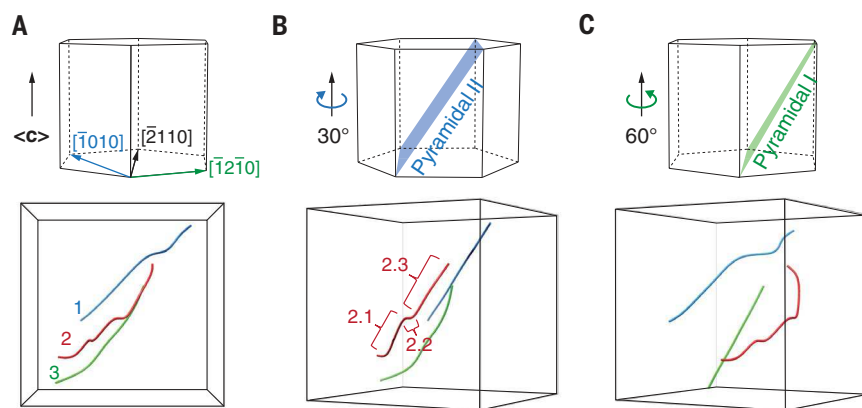 A
<c>
[1̄010]
[2̄110]
[1̄21̄0]
1
2
3
B
30°
Pyramidal II
2.3
2.1
2.2
C
60°
Pyramidal I